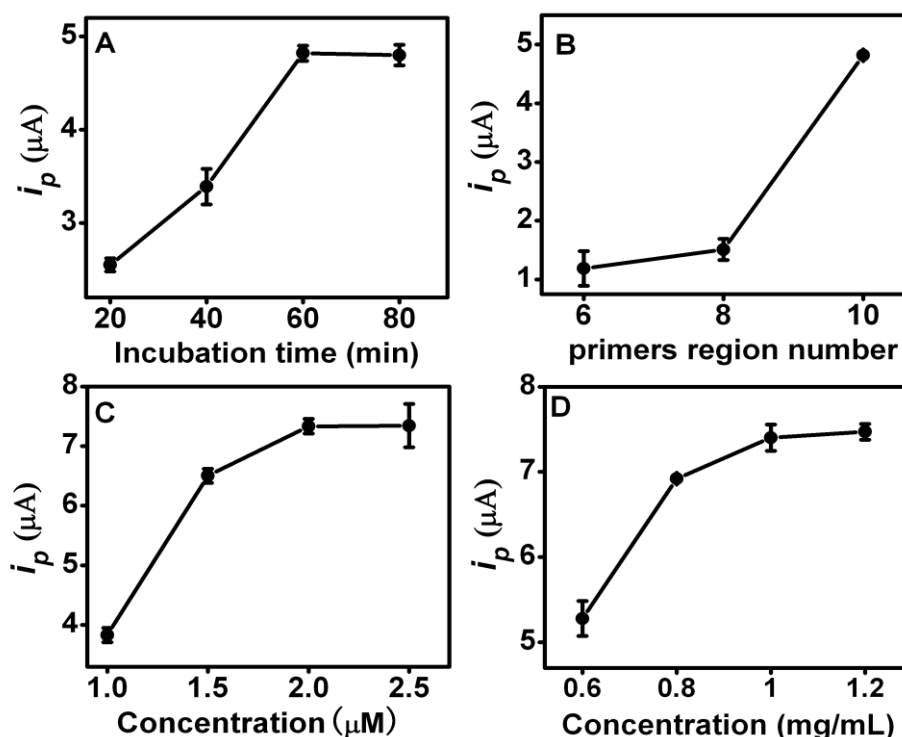 A
5
4
3
i_p (μA)
20 40 60 80
Incubation time (min)
B
5
4
3
2
1
i_p (μA)
6 8 10
primers region number
C
8
7
6
5
4
i_p (μA)
1.0 1.5 2.0 2.5
Concentration (μM)
D
8
7
6
5
i_p (μA)
0.6 0.8 1 1.2
Concentration (mg/mL)